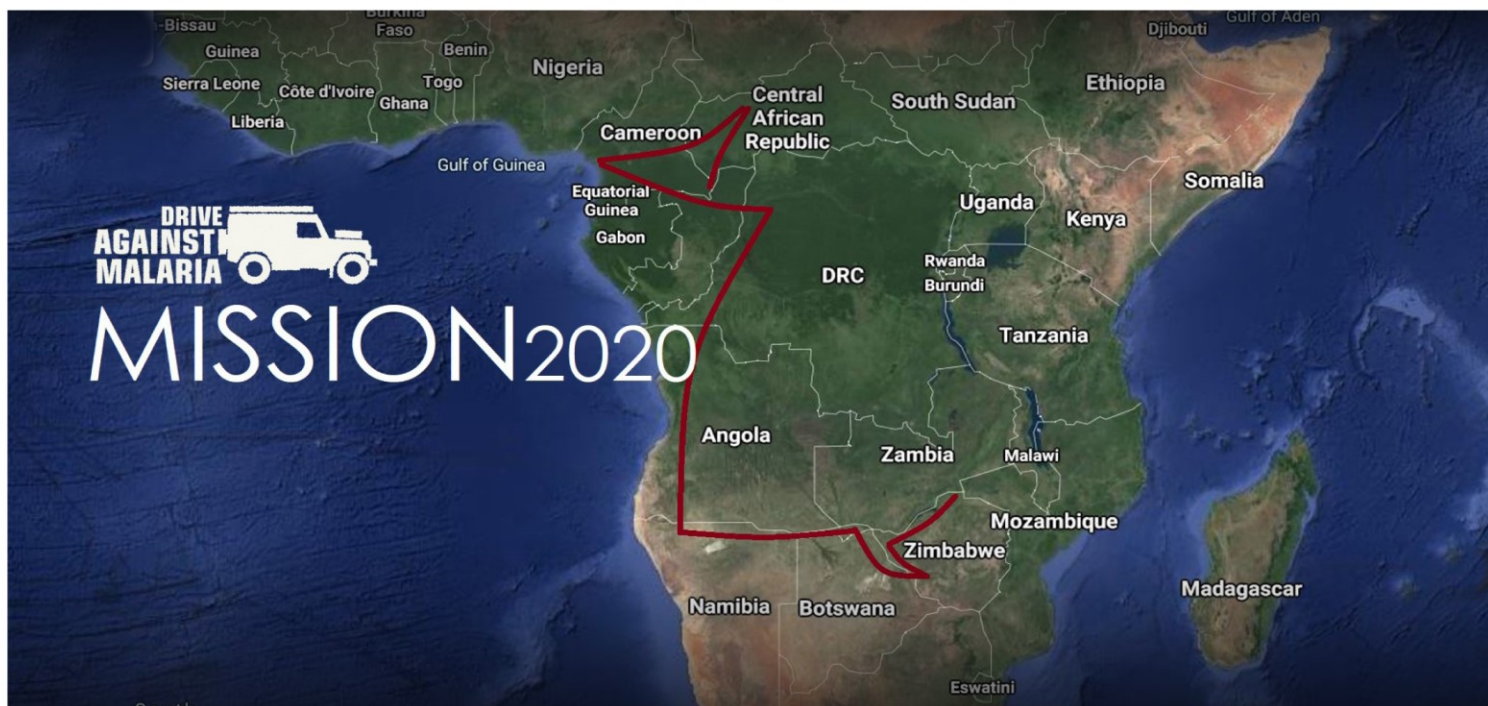 -Bissau
Burkina
Faso
Guinea
Benin
Sierra Leone
Côte d'Ivoire
Togo
Ghana
Liberia
Nigeria
Gulf of Guinea
Cameroon
Central
African
Republic
South Sudan
Ethiopia
Djibouti
Gulf of Aden
Equatorial
Guinea
Gabon
Uganda
Kenya
Somalia
DRC
Rwanda
Burundi
Tanzania
DRIVE
AGAINST
MALARIA
MISSION2020
Angola
Zambia
Malawi
Mozambique
Zimbabwe
Namibia
Botswana
Madagascar
Eswatini